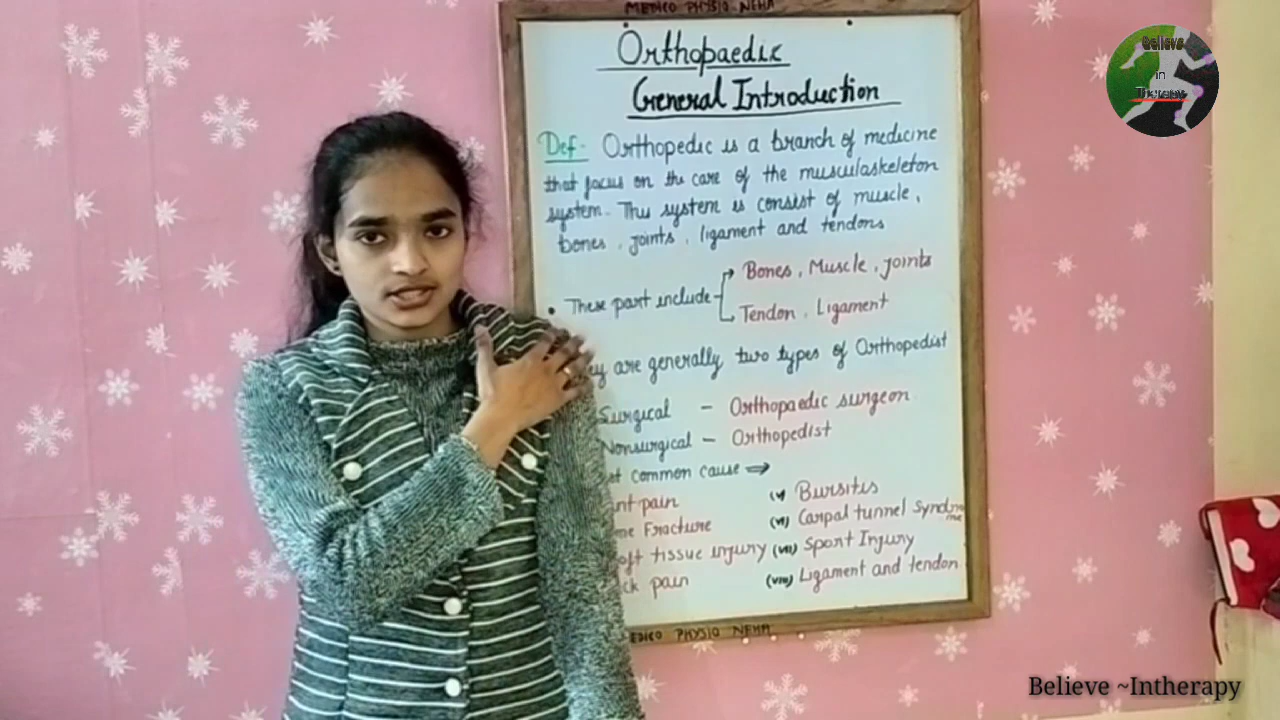 MEDICO PHYSIO NEHA
Orthopaedic
General Introduction
Def- Orthopedic is a branch of medicine
that focus on the care of the musculaskeleton
system. This system is consist of muscle,
bones, joints, ligament and tendons
• These part include
Bones, Muscle, joints
Tendon, Ligament
are generally two types of Orthopedist
Surgical - Orthopaedic surgeon
Nonsurgical - Orthopedist
common cause ⇒
pain
Fracture
tissue injury
pain
(v) Bursites
(vi) Carpal tunnel Syndrome
(vii) Sport Injury
(viii) Ligament and tendon
MEDICO PHYSIO NEHA
Believe
in
Therapy
Believe ~Intherapy